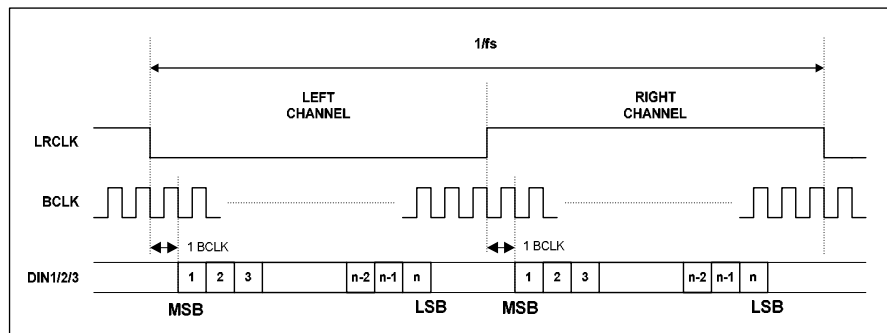 1/fs
LEFT
CHANNEL
RIGHT
CHANNEL
LRCLK
BCLK
1 BCLK
1 BCLK
DIN1/2/3
1 2 3 n-2 n-1 n 1 2 3 n-2 n-1 n
MSB LSB MSB LSB